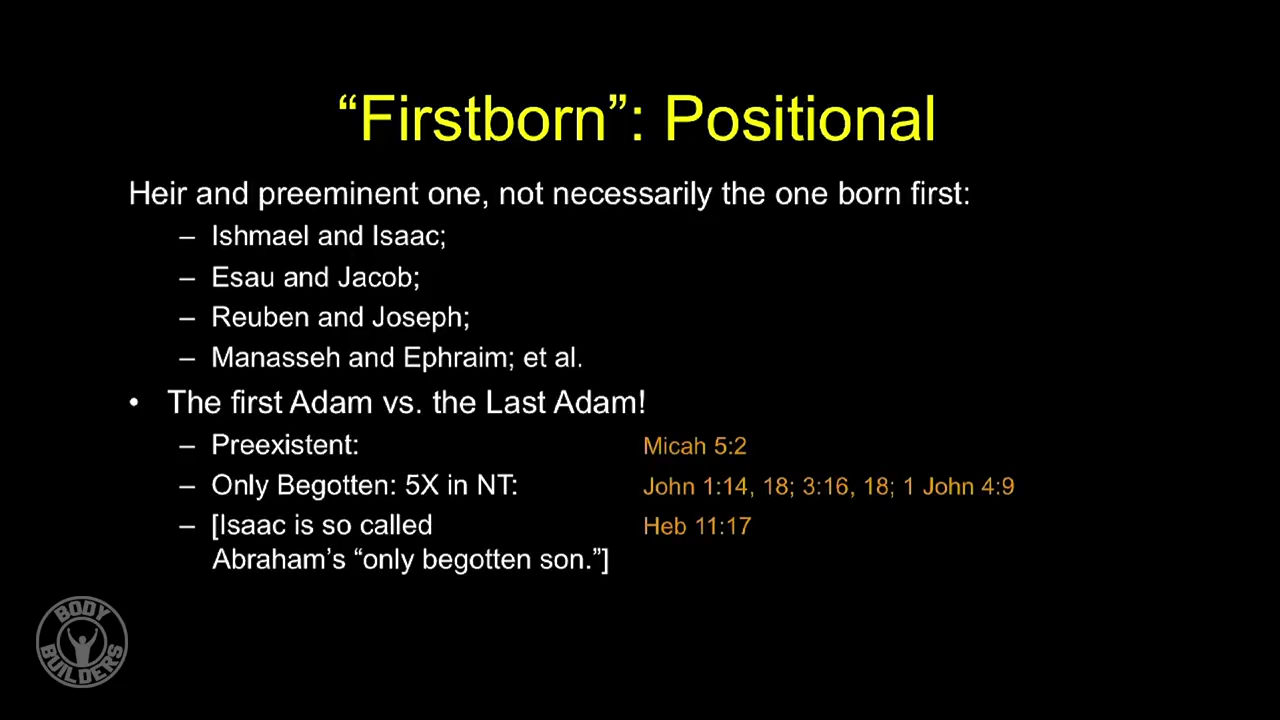 “Firstborn”: Positional
Heir and preeminent one, not necessarily the one born first:
– Ishmael and Isaac;
– Esau and Jacob;
– Reuben and Joseph;
– Manasseh and Ephraim; et al.
• The first Adam vs. the Last Adam!
– Preexistent: Micah 5:2
– Only Begotten: 5X in NT: John 1:14, 18; 3:16, 18; 1 John 4:9
– [Isaac is so called Heb 11:17
Abraham’s “only begotten son.”]
BODY
BUILDERS